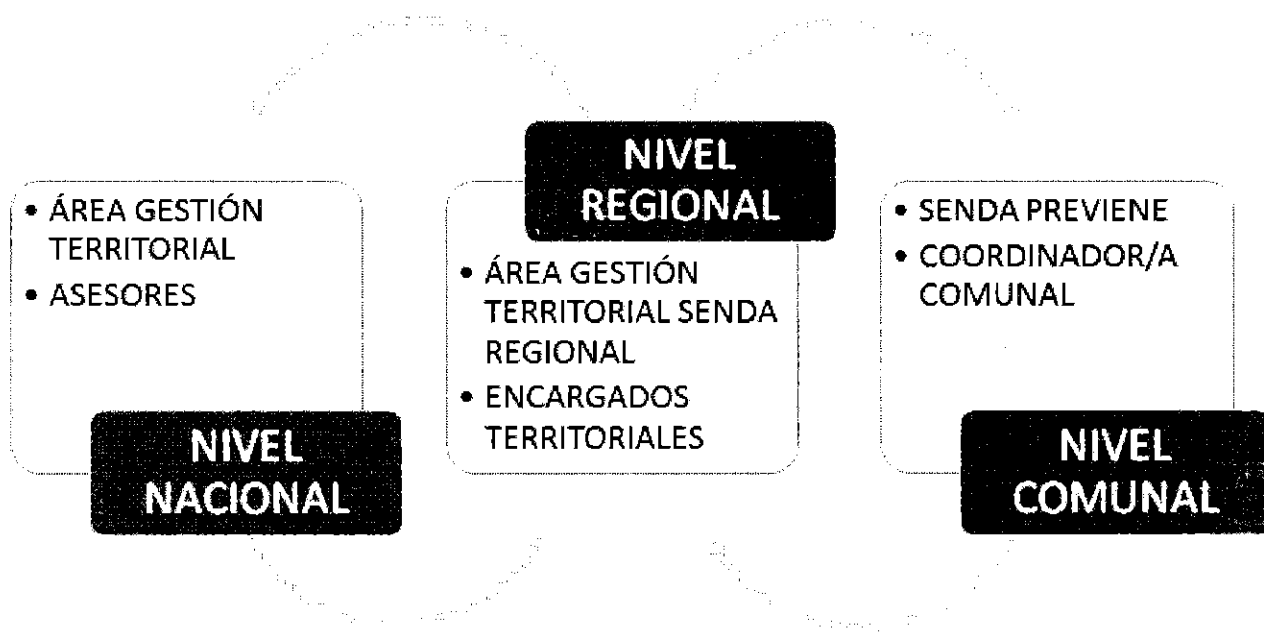 • ÁREA GESTIÓN
TERRITORIAL
• ASESORES
NIVEL
NACIONAL
NIVEL
REGIONAL
• ÁREA GESTIÓN
TERRITORIAL SENDA
REGIONAL
• ENCARGADOS
TERRITORIALES
• SENDA PREVIENE
• COORDINADOR/A
COMUNAL
NIVEL
COMUNAL